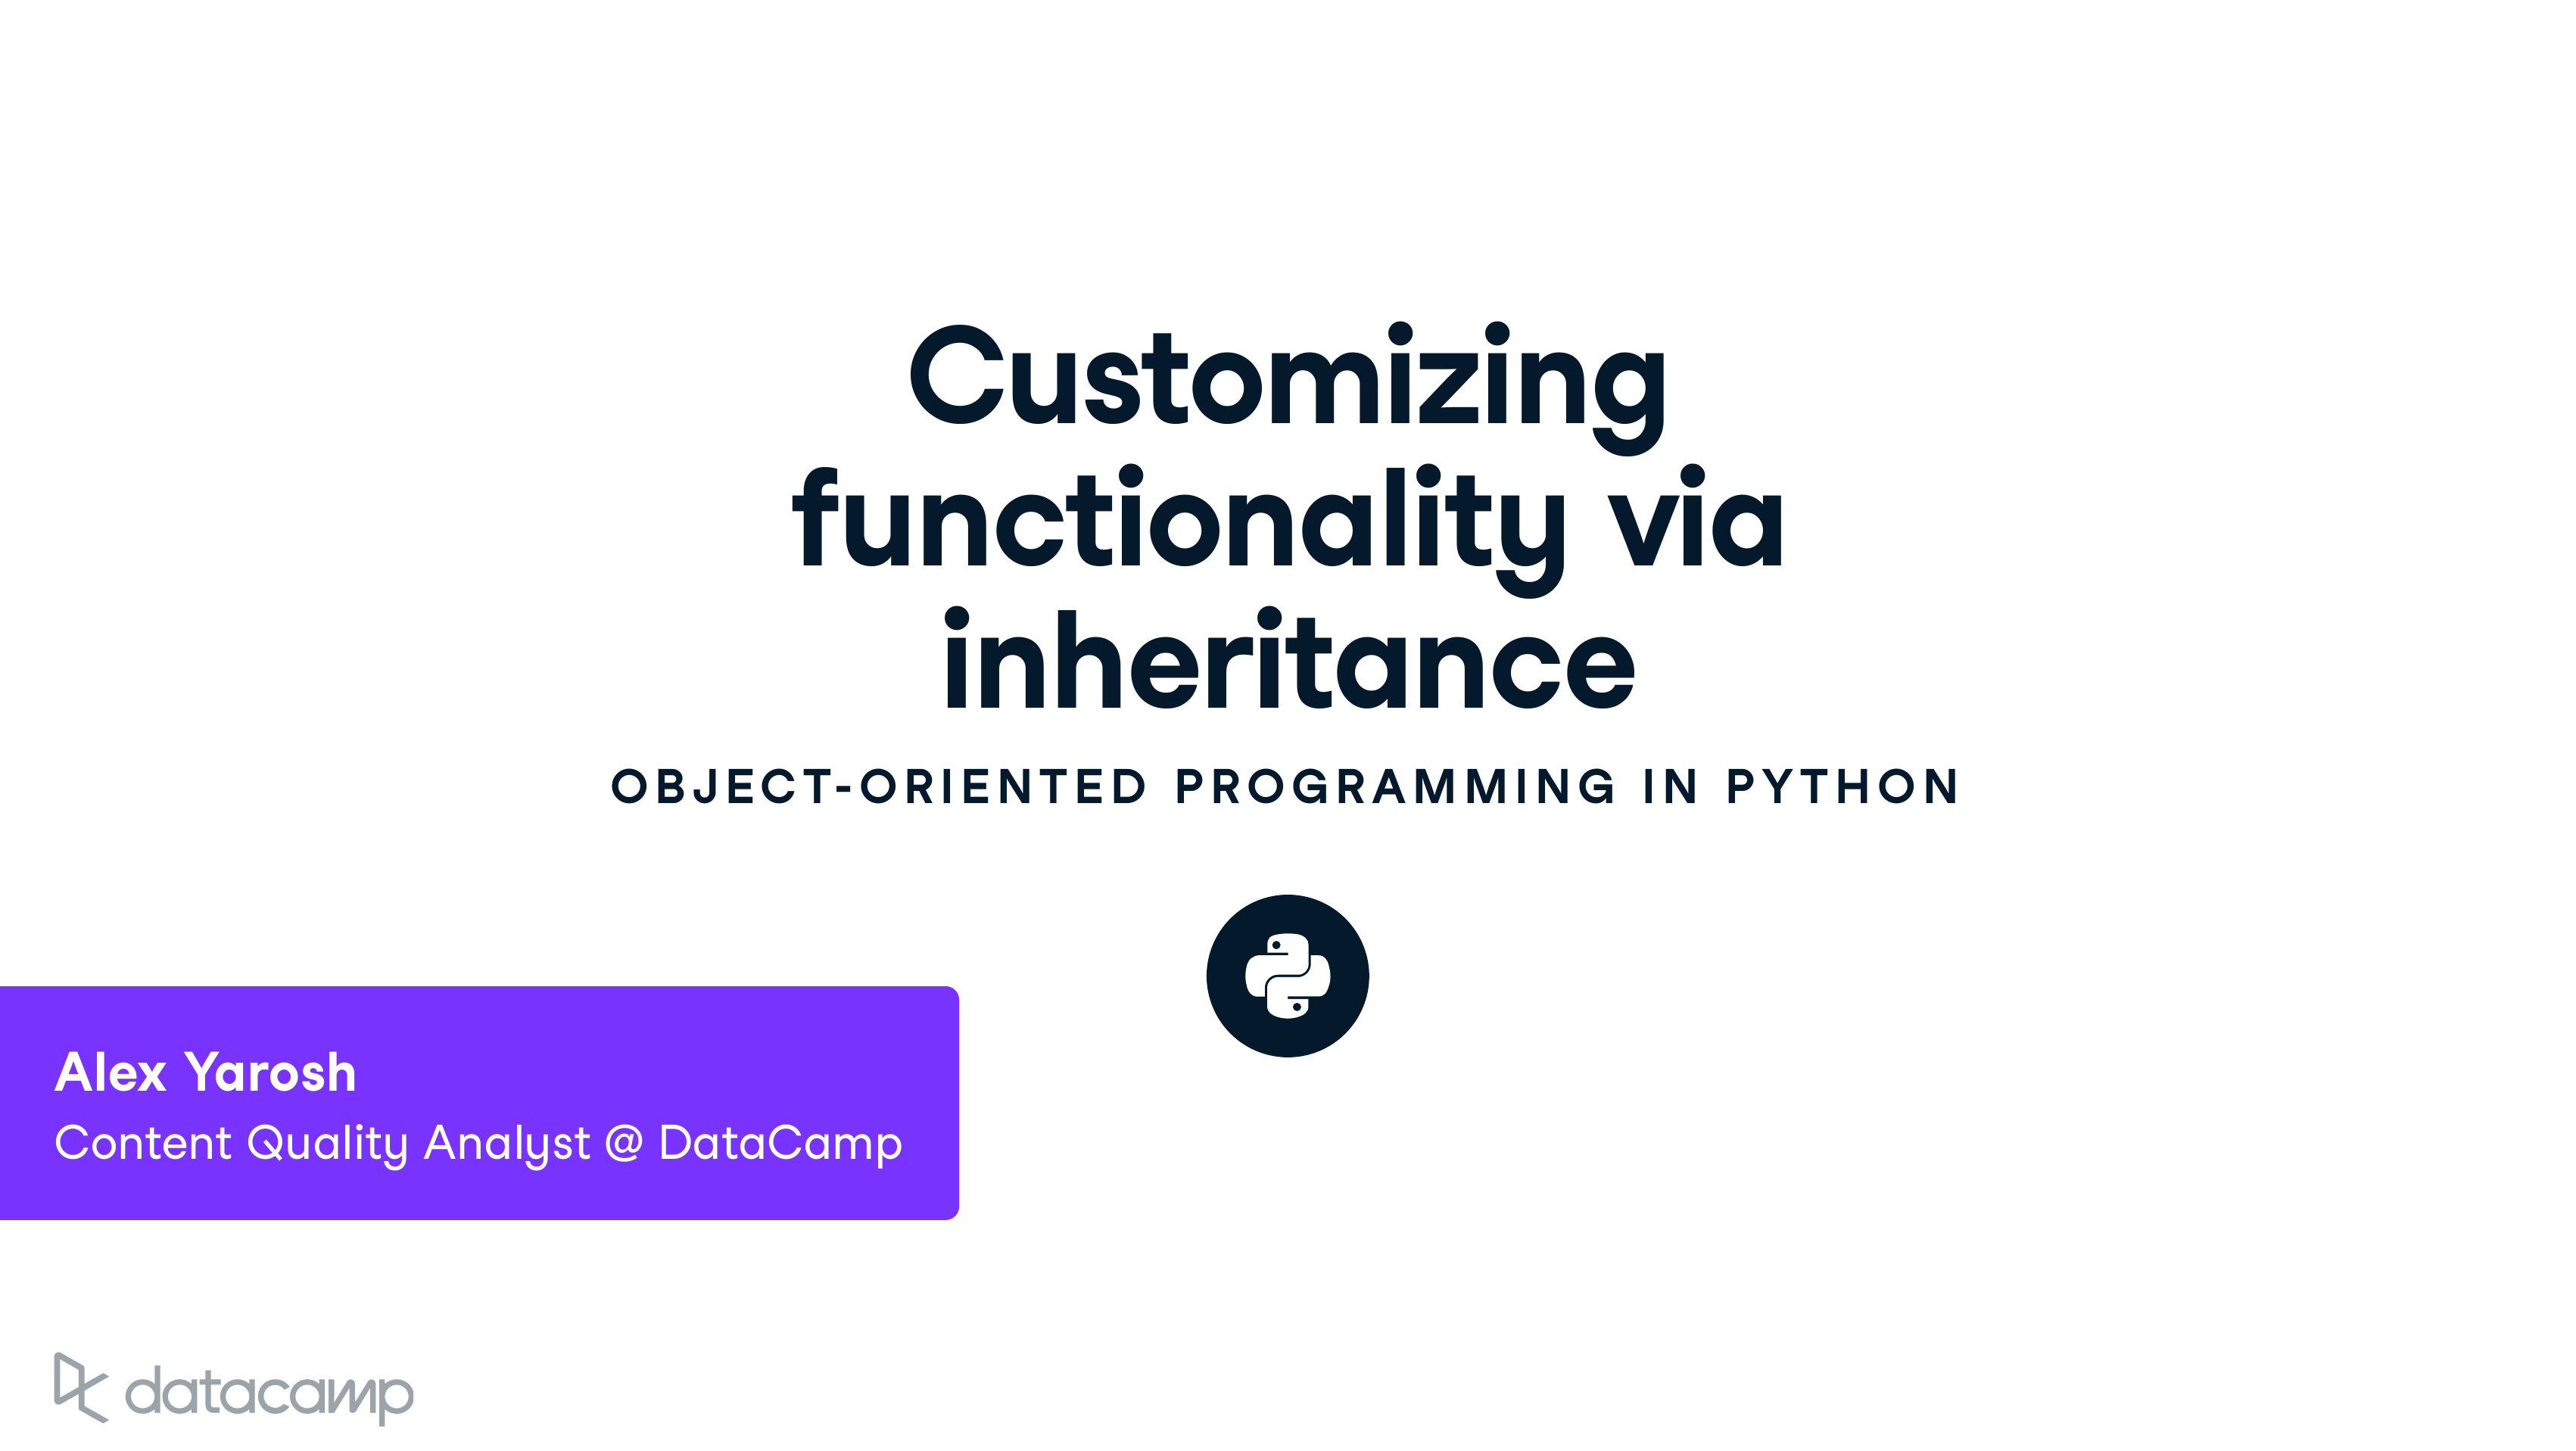 Customizing
functionality via
inheritance
OBJECT-ORIENTED PROGRAMMING IN PYTHON
Alex Yarosh
Content Quality Analyst @ DataCamp
datacamp